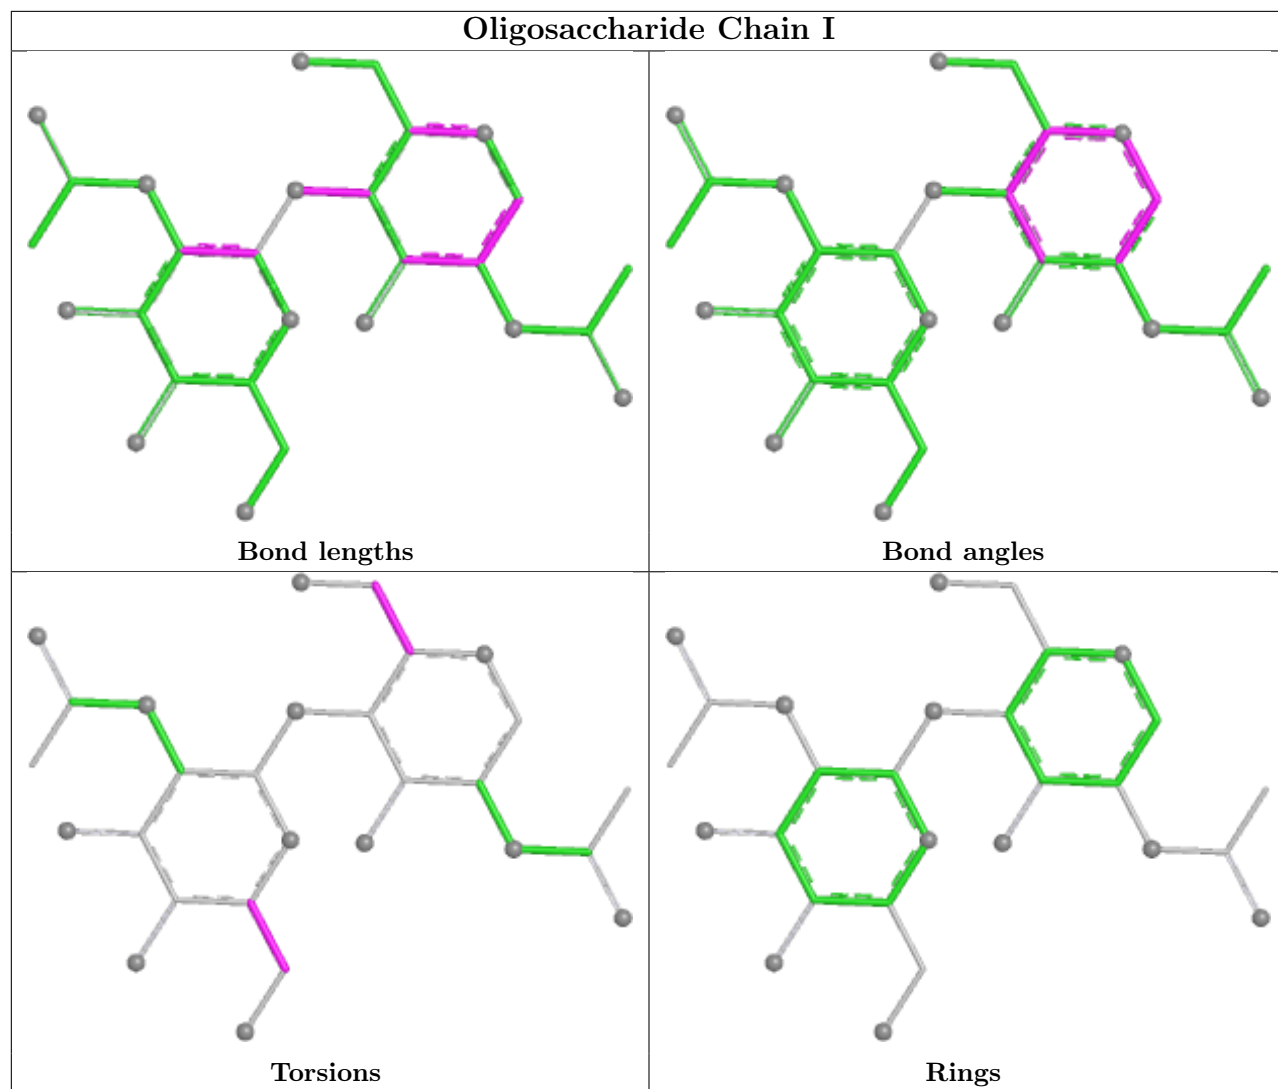 Oligosaccharide Chain I
Bond lengths
Bond angles
Torsions
Rings